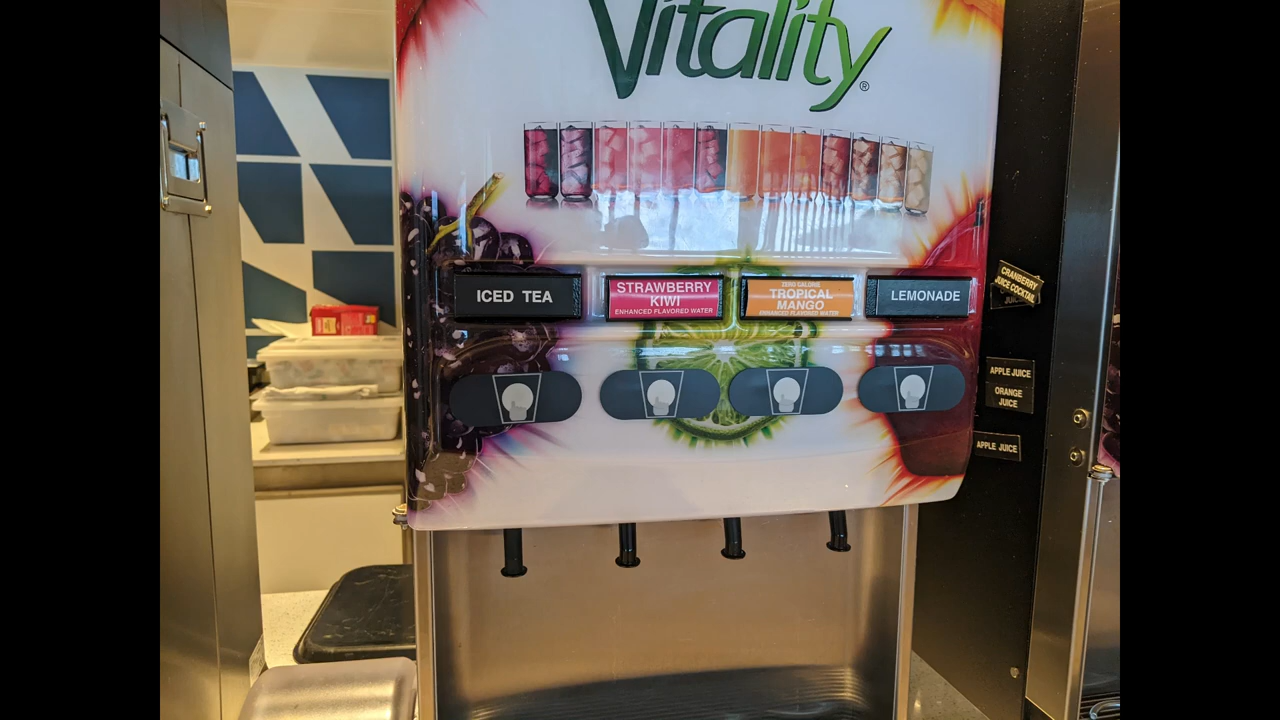 Vitality®
ICED TEA
STRAWBERRY
KIWI
ENHANCED FLAVORED WATER
ZERO CALORIE
TROPICAL
MANGO
ENHANCED FLAVORED WATER
LEMONADE
CRANBERRY
JUICE COCKTAIL
JUICE
APPLE JUICE
ORANGE
JUICE
APPLE JUICE